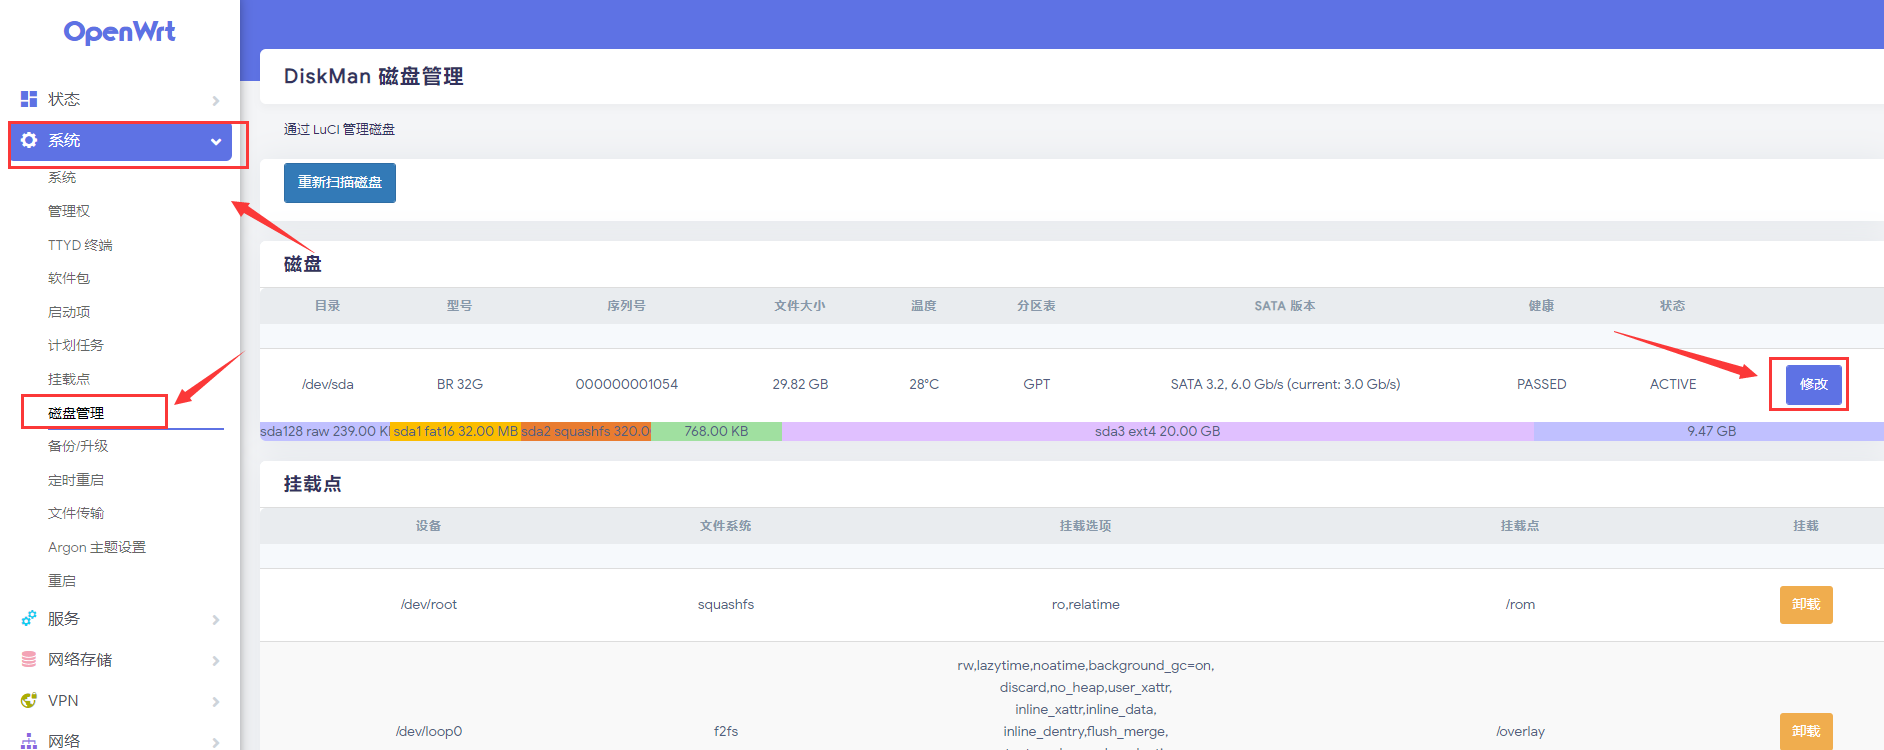 OpenWrt
状态
系统
系统
管理权
TTYD 终端
软件包
启动项
计划任务
挂载点
磁盘管理
备份/升级
定时重启
文件传输
Argon 主题设置
重启
服务
网络存储
VPN
网络
DiskMan 磁盘管理
通过 LuCI 管理磁盘
重新扫描磁盘
磁盘
目录 型号 序列号 文件大小 温度 分区表 SATA 版本 健康 状态
/dev/sda BR 32G 000000001054 29.82 GB 28°C GPT SATA 3.2, 6.0 Gb/s (current: 3.0 Gb/s) PASSED ACTIVE 修改
sda128 raw 239.00 K sda1 fat16 32.00 MB sda2 squashfs 320.0 768.00 KB sda3 ext4 20.00 GB 9.47 GB
挂载点
设备 文件系统 挂载选项 挂载点 挂载
/dev/root squashfs ro,relatime /rom 卸载
rw,lazytime,noatime,background_gc=on,
discard,no_heap,user_xattr,
inline_xattr,inline_data,
/dev/loop0 f2fs inline_dentry,flush_merge, /overlay 卸载